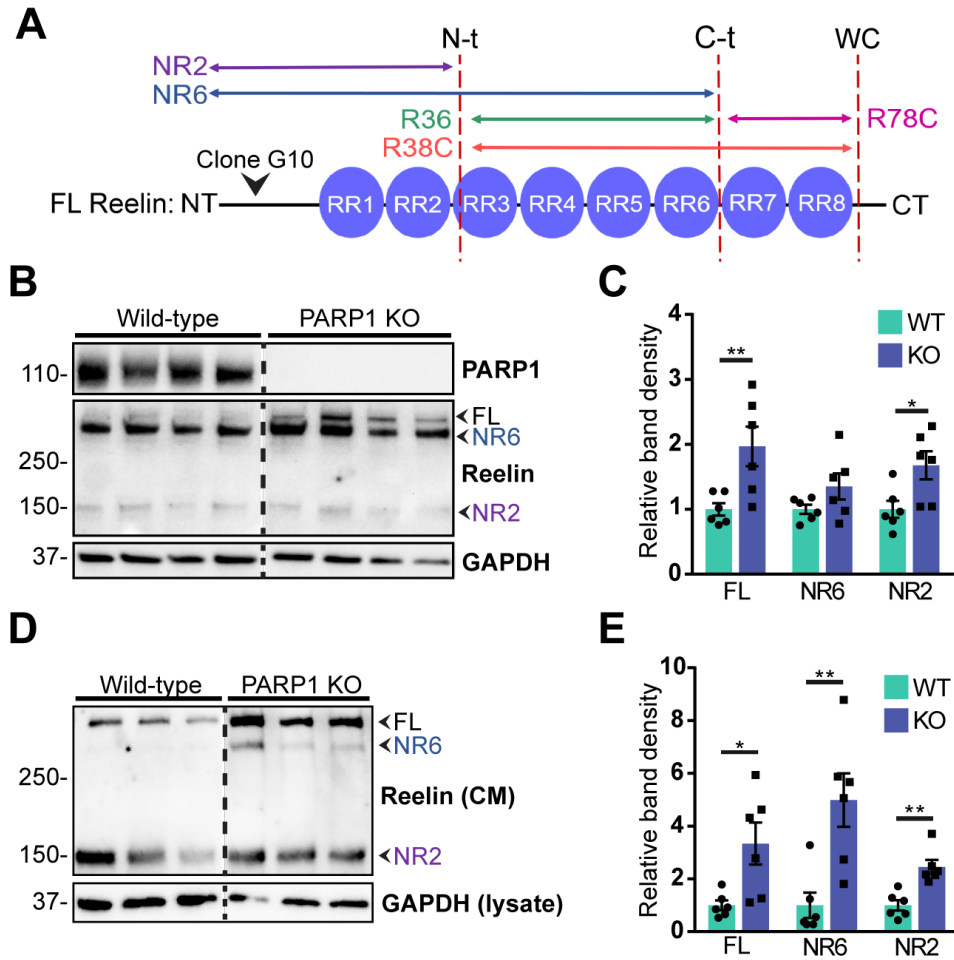 A
N-t
C-t
WC
NR2
NR6
R36
R78C
R38C
Clone G10
FL Reelin: NT
RR1
RR2
RR3
RR4
RR5
RR6
RR7
RR8
CT
B
Wild-type
PARP1 KO
110-
PARP1
FL
NR6
250-
Reelin
150-
NR2
37-
GAPDH
C
Relative band density
4
3
2
1
0
WT
KO
**
*
FL
NR6
NR2
D
Wild-type
PARP1 KO
FL
NR6
250-
Reelin (CM)
150-
NR2
37-
GAPDH (lysate)
E
Relative band density
10
8
6
4
2
0
WT
KO
*
**
**
FL
NR6
NR2